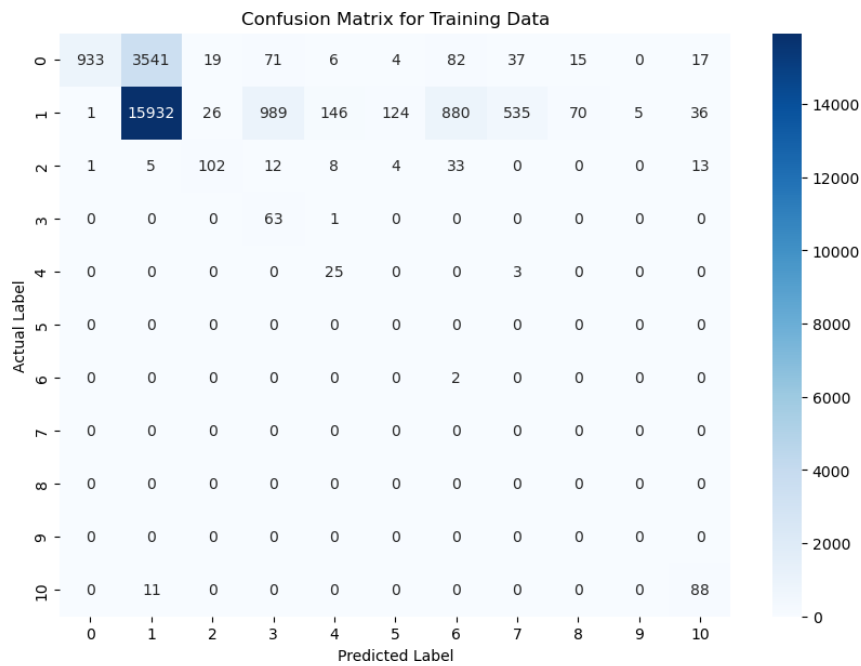 Confusion Matrix for Training Data
0 933 3541 19 71 6 4 82 37 15 0 17
1 1 15932 26 989 146 124 880 535 70 5 36
2 1 5 102 12 8 4 33 0 0 0 13
3 0 0 0 63 1 0 0 0 0 0 0
4 0 0 0 0 25 0 0 3 0 0 0
5 0 0 0 0 0 0 0 0 0 0 0
6 0 0 0 0 0 0 2 0 0 0 0
7 0 0 0 0 0 0 0 0 0 0 0
8 0 0 0 0 0 0 0 0 0 0 0
9 0 0 0 0 0 0 0 0 0 0 0
10 0 11 0 0 0 0 0 0 0 0 88
0 1 2 3 4 5 6 7 8 9 10
Predicted Label
Actual Label
14000
12000
10000
8000
6000
4000
2000
0